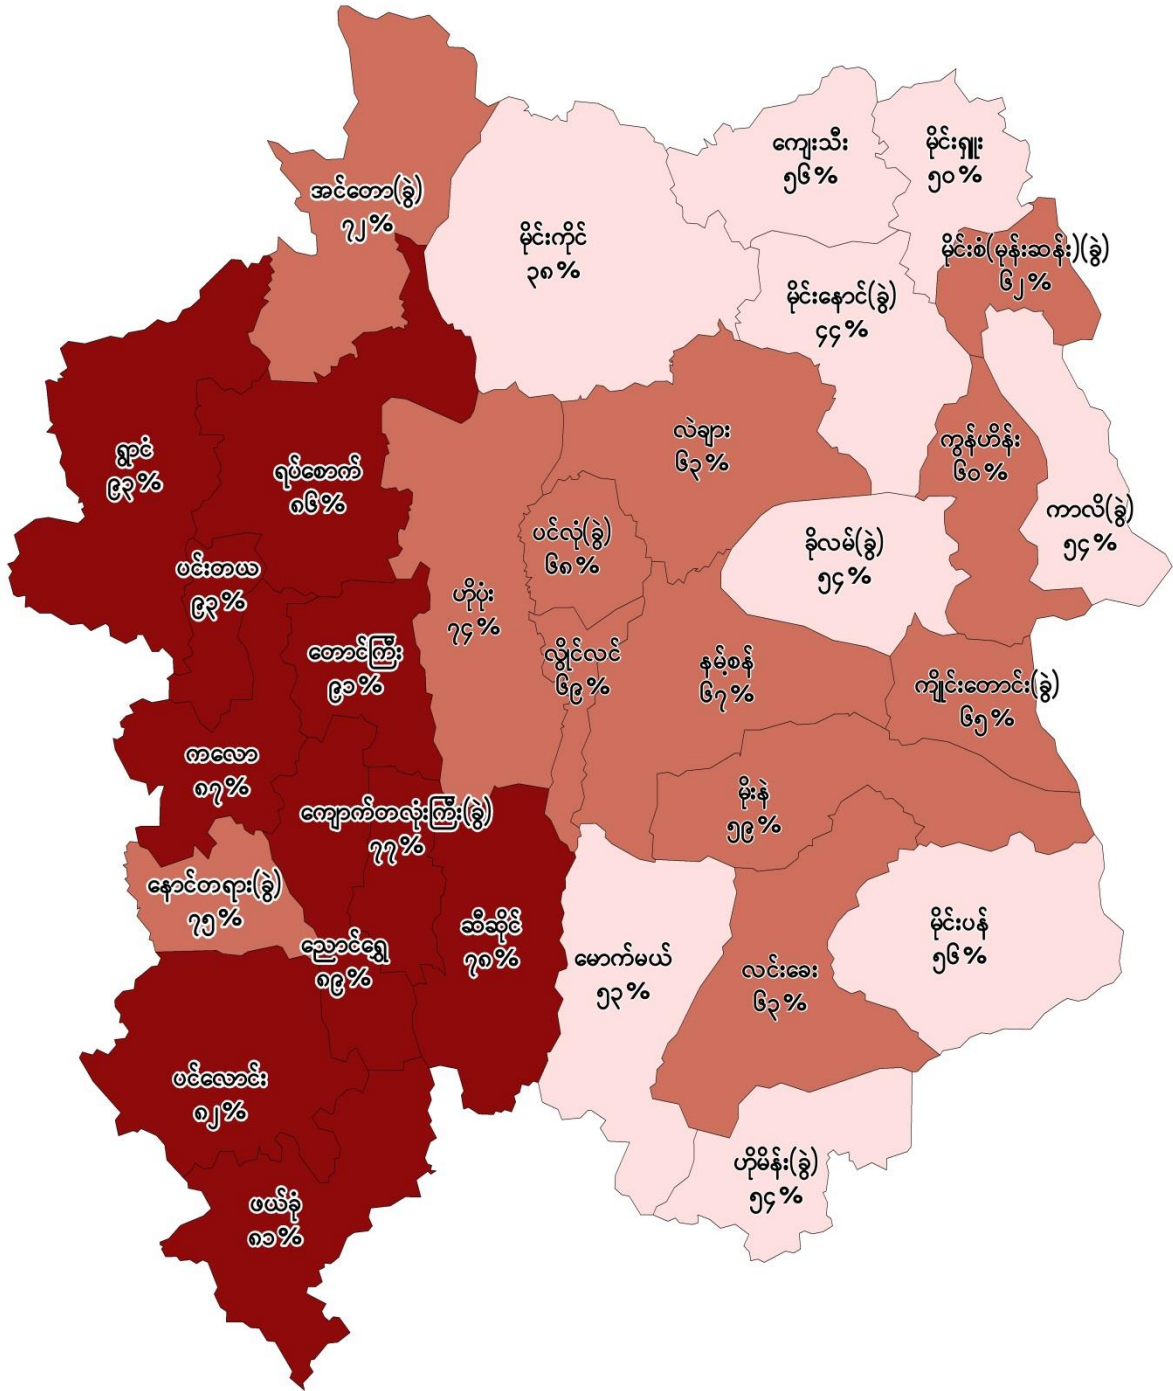 ကျေးသီး
၅၆%
မိုင်းရှူး
၅၀%
အင်တော(ခွဲ)
၇၂%
မိုင်းကိုင်
၃၈%
မိုင်းစံ(မုန်းဆန်း)(ခွဲ)
၆၂%
မိုင်းနောင်(ခွဲ)
၄၄%
ရွာငံ
၉၃%
ရပ်စောက်
၈၆%
လဲချား
၆၃%
ကွန်ဟိန်း
၆၀%
ကာလိ(ခွဲ)
၅၄%
ပင်လုံ(ခွဲ)
၆၈%
ခိုလမ်(ခွဲ)
၅၄%
ပင်းတယ
၉၃%
ဟိုပုံး
၇၄%
တောင်ကြီး
၉၁%
လွိုင်လင်
၆၉%
နမ့်စန်
၆၇%
ကျိုင်းတောင်း(ခွဲ)
၆၅%
ကလော
၈၇%
မိုးနဲ
၅၉%
ကျောက်တလုံးကြီး(ခွဲ)
၇၇%
နောင်တရား(ခွဲ)
၇၅%
ညောင်ရွှေ
၈၉%
ဆီဆိုင်
၇၈%
မောက်မယ်
၅၃%
လင်းခေး
၆၃%
မိုင်းပန်
၅၆%
ပင်လောင်း
၈၂%
ဟိုမိန်း(ခွဲ)
၅၄%
ဖယ်ခုံ
၈၁%